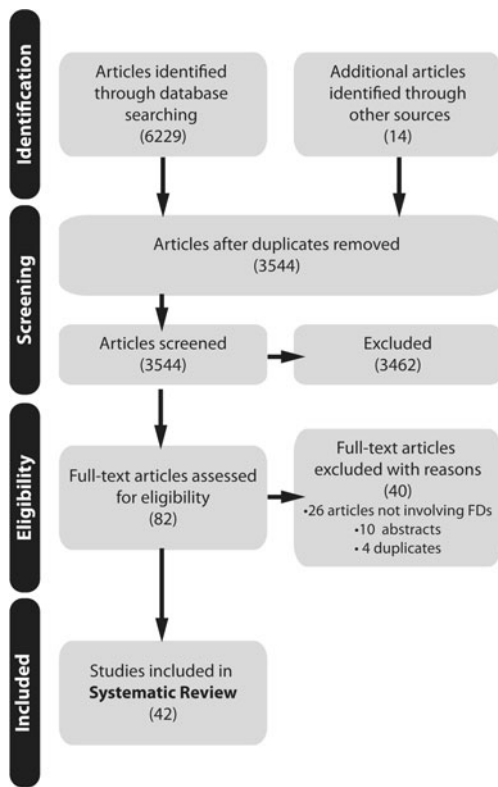 Identification
Articles identified
through database
searching
(6229)
Additional articles
identified through
other sources
(14)
Screening
Articles after duplicates removed
(3544)
Articles screened
(3544)
Excluded
(3462)
Eligibility
Full-text articles assessed
for eligibility
(82)
Full-text articles
excluded with reasons
(40)
•26 articles not involving FDs
•10 abstracts
•4 duplicates
Included
Studies included in
Systematic Review
(42)